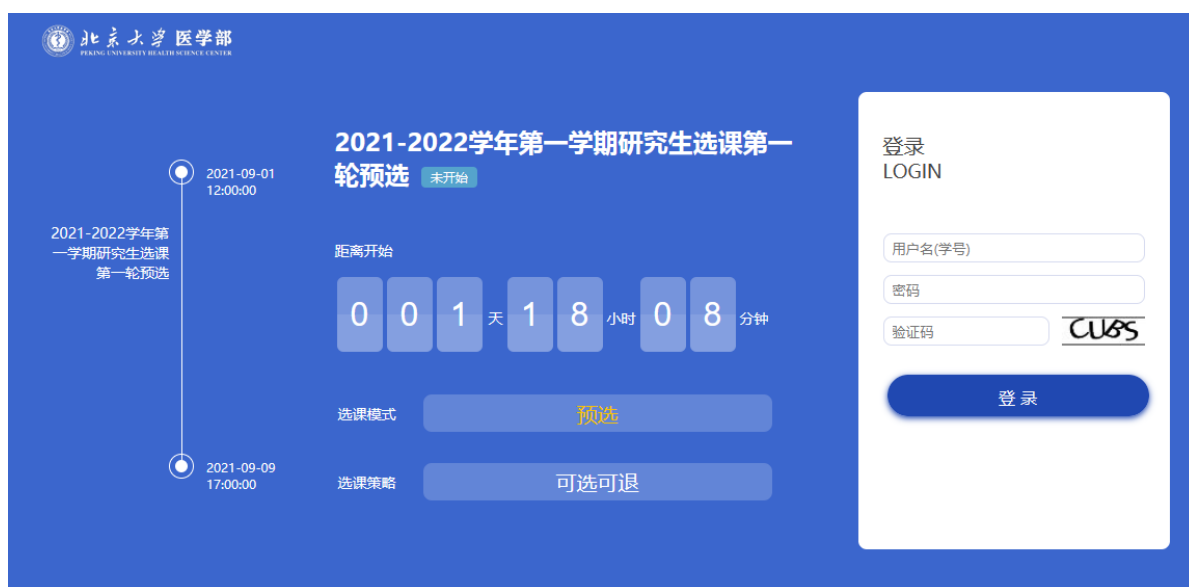 北京大学医学部
PEKING UNIVERSITY HEALTH SCIENCE CENTER
2021-09-01
12:00:00
2021-2022学年第
一学期研究生选课
第一轮预选
2021-09-09
17:00:00
2021-2022学年第一学期研究生选课第一
轮预选 未开始
距离开始
0 0 1 天 1 8 小时 0 8 分钟
选课模式 预选
选课策略 可选可退
登录
LOGIN
用户名(学号)
密码
验证码 CUBS
登 录